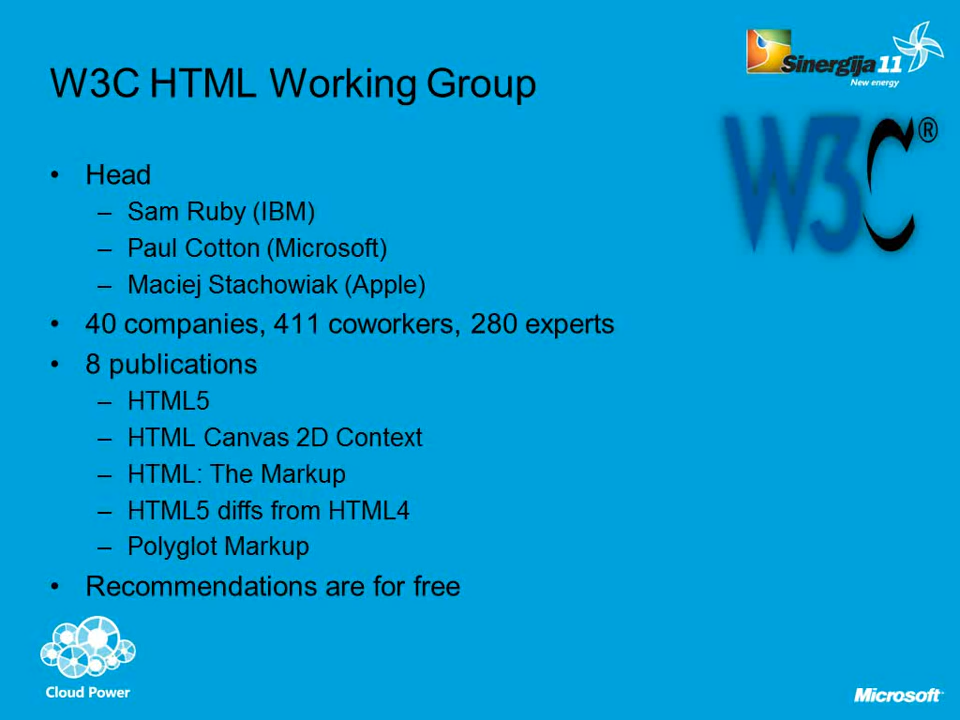 W3C HTML Working Group
Sinergija 11
New energy
W3C®
• Head
– Sam Ruby (IBM)
– Paul Cotton (Microsoft)
– Maciej Stachowiak (Apple)
• 40 companies, 411 coworkers, 280 experts
• 8 publications
– HTML5
– HTML Canvas 2D Context
– HTML: The Markup
– HTML5 diffs from HTML4
– Polyglot Markup
• Recommendations are for free
Cloud Power
Microsoft